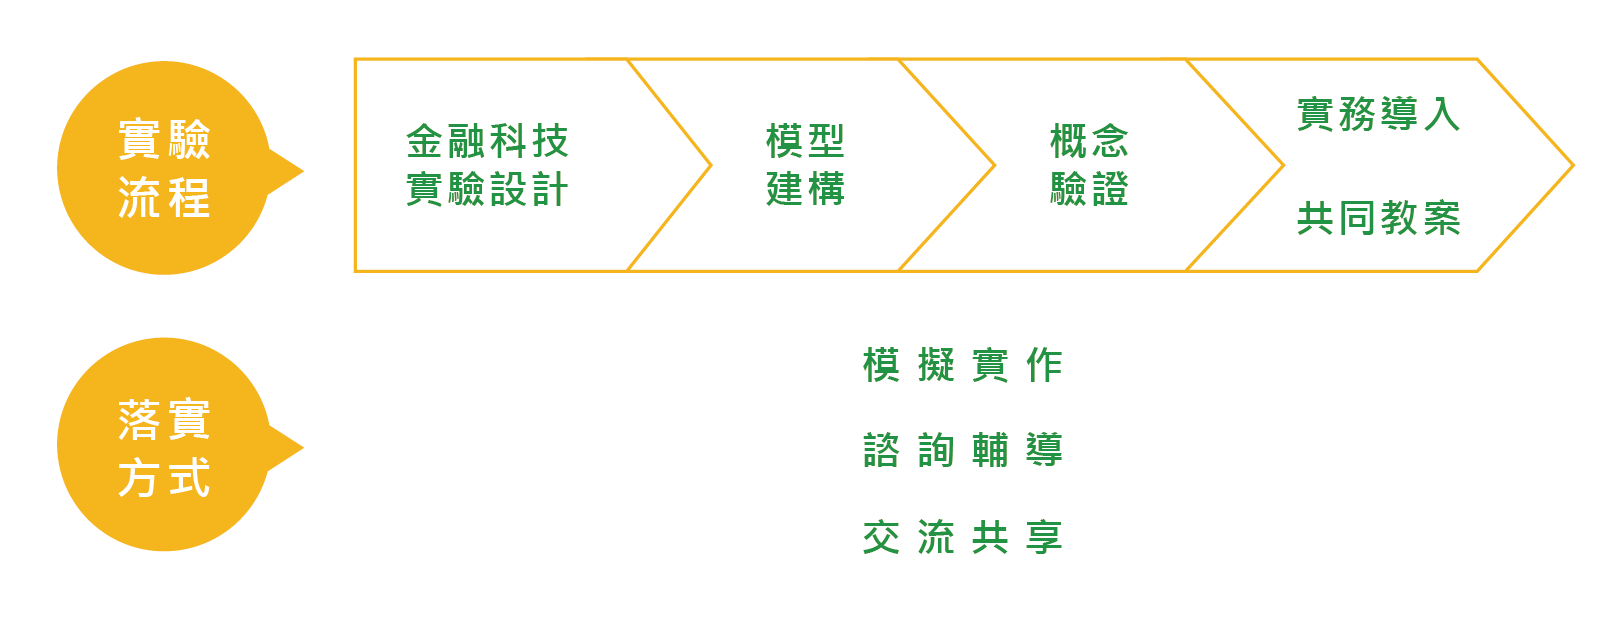 實驗
流程
金融科技
實驗設計
模型
建構
概念
驗證
實務導入
共同教案
落實
方式
模擬實作
諮詢輔導
交流共享